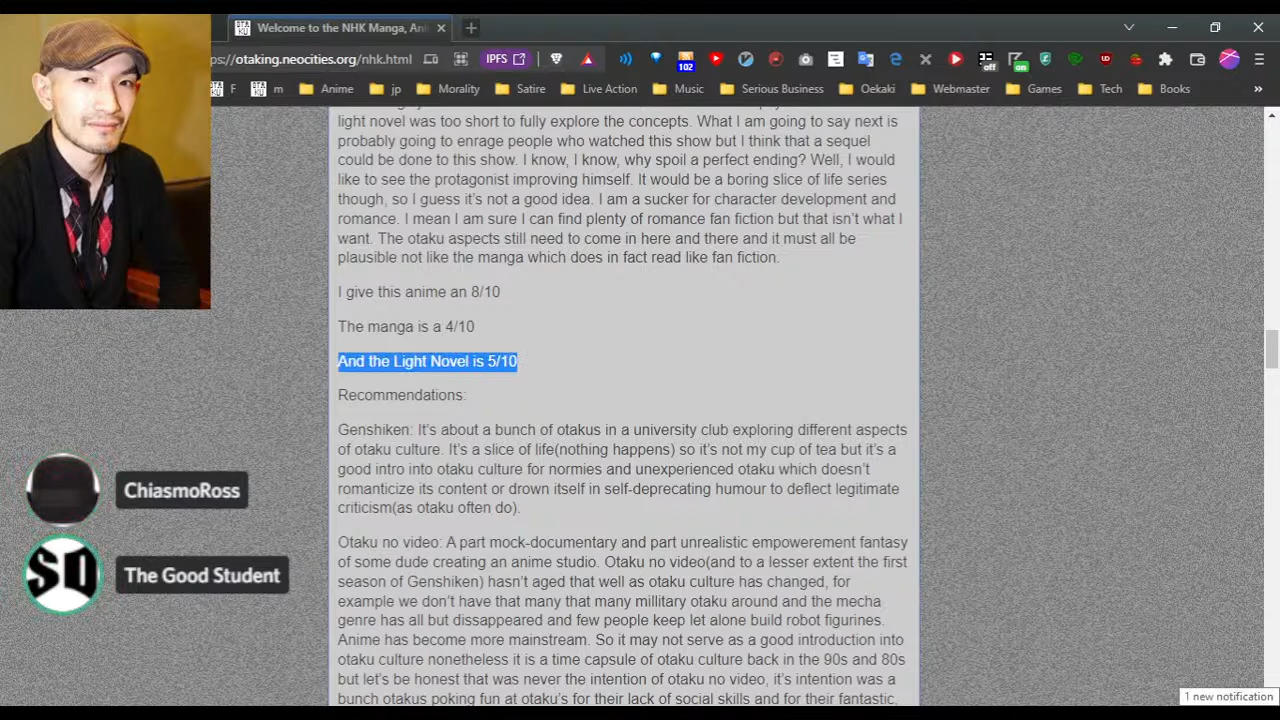 Welcome to the NHK Manga, Ani
ps://otaking.neocities.org/nhk.html
IPFS
102
off
on
F
m
Anime
jp
Morality
Satire
Live Action
Music
Serious Business
Oekaki
Webmaster
Games
Tech
Books
light novel was too short to fully explore the concepts. What I am going to say next is
probably going to enrage people who watched this show but I think that a sequel
could be done to this show. I know, I know, why spoil a perfect ending? Well, I would
like to see the protagonist improving himself. It would be a boring slice of life series
though, so I guess it's not a good idea. I am a sucker for character development and
romance. I mean I am sure I can find plenty of romance fan fiction but that isn't what I
want. The otaku aspects still need to come in here and there and it must all be
plausible not like the manga which does in fact read like fan fiction.
I give this anime an 8/10
The manga is a 4/10
And the Light Novel is 5/10
Recommendations:
Genshiken: It's about a bunch of otakus in a university club exploring different aspects
of otaku culture. It's a slice of life(nothing happens) so it's not my cup of tea but it's a
good intro into otaku culture for normies and unexperienced otaku which doesn't
romanticize its content or drown itself in self-deprecating humour to deflect legitimate
criticism(as otaku often do).
Otaku no video: A part mock-documentary and part unrealistic empowerement fantasy
of some dude creating an anime studio. Otaku no video(and to a lesser extent the first
season of Genshiken) hasn't aged that well as otaku culture has changed, for
example we don't have that many that many millitary otaku around and the mecha
genre has all but dissappeared and few people keep let alone build robot figurines.
Anime has become more mainstream. So it may not serve as a good introduction into
otaku culture nonetheless it is a time capsule of otaku culture back in the 90s and 80s
but let's be honest that was never the intention of otaku no video, it's intention was a
bunch otakus poking fun at otaku's for their lack of social skills and for their fantastic,
ChiasmoRoss
SD
The Good Student
1 new notification